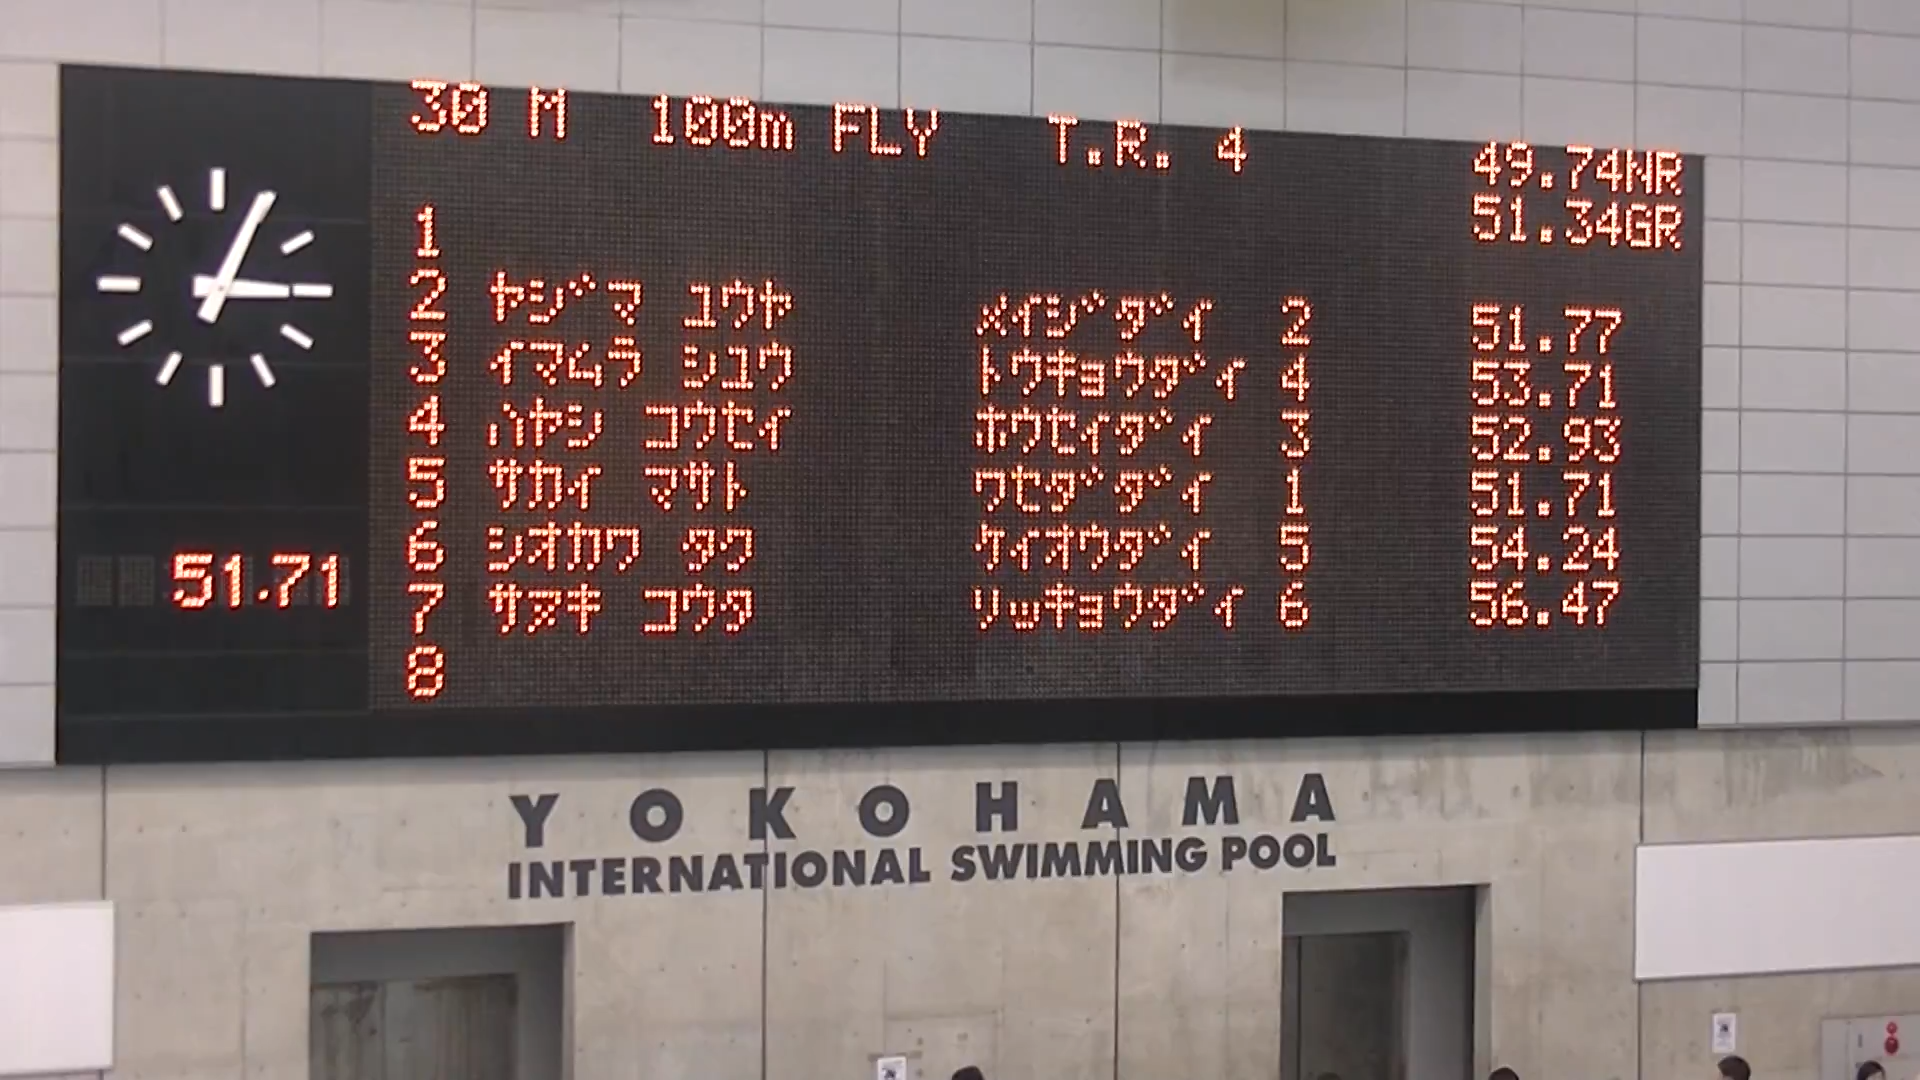 30 M 100m FLY T.R. 4 49.74NR
51.34GR
1
2 ヤジマ ユウヤ メイジダイ 2 51.77
3 イマムラ シユウ トウキョウダイ 4 53.71
4 ハヤシ コウセイ ホウセイダイ 3 52.93
5 サカイ マサト ワセダダイ 1 51.71
6 シオカワ タク ケイオウダイ 5 54.24
7 サヌキ コウタ リッキョウダイ 6 56.47
8
51.71
YOKOHAMA
INTERNATIONAL SWIMMING POOL